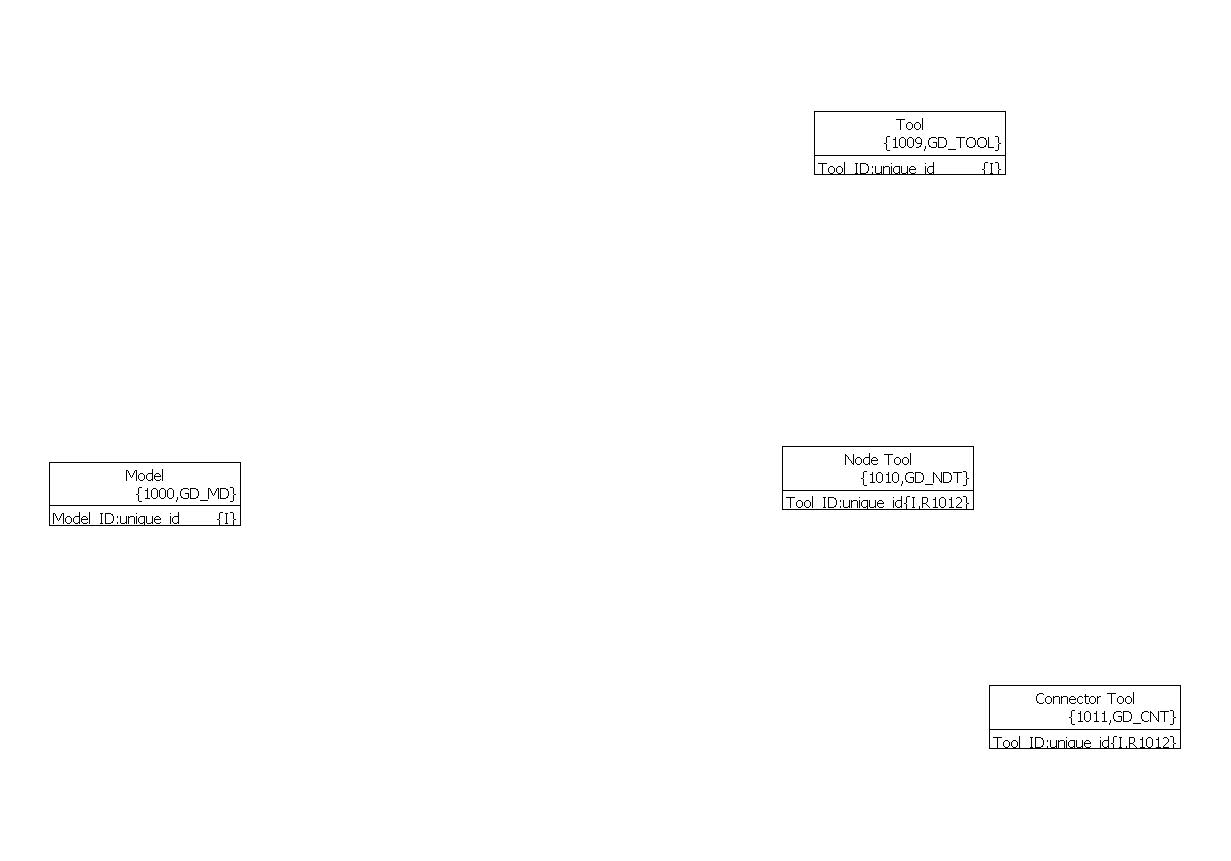 Tool
{1009,GD_TOOL}
Tool_ID:unique_id {I}
Model
{1000,GD_MD}
Model_ID:unique_id {I}
Node Tool
{1010,GD_NDT}
Tool_ID:unique_id{I,R1012}
Connector Tool
{1011,GD_CNT}
Tool_ID:unique_id{I,R1012}